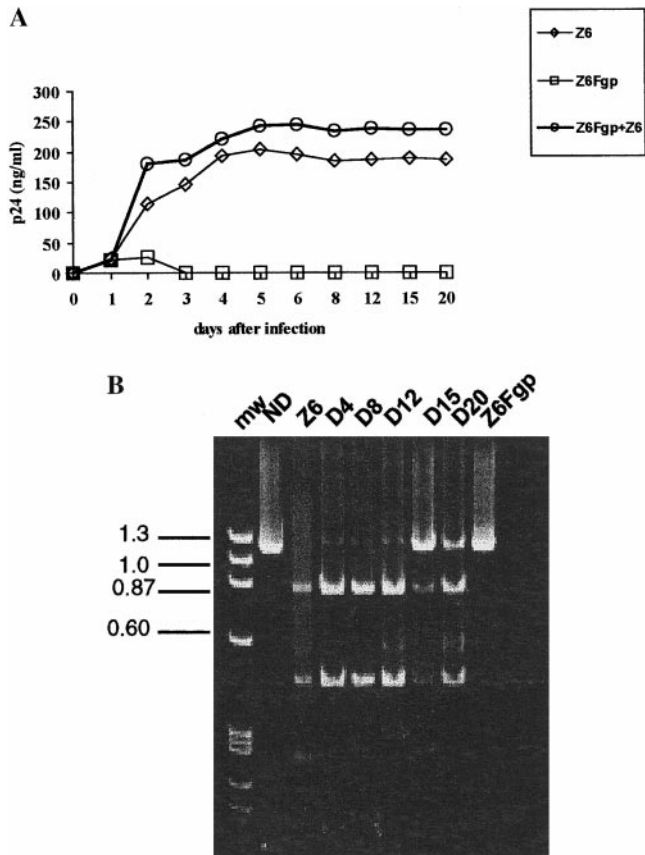 A
Z6
Z6Fgp
Z6Fgp+Z6
300
250
200
150
100
50
0
p24 (ng/ml)
0 1 2 3 4 5 6 8 12 15 20
days after infection
B
mw ND Z6 D4 D8 D12 D15 D20 Z6Fgp
1.3
1.0
0.87
0.60